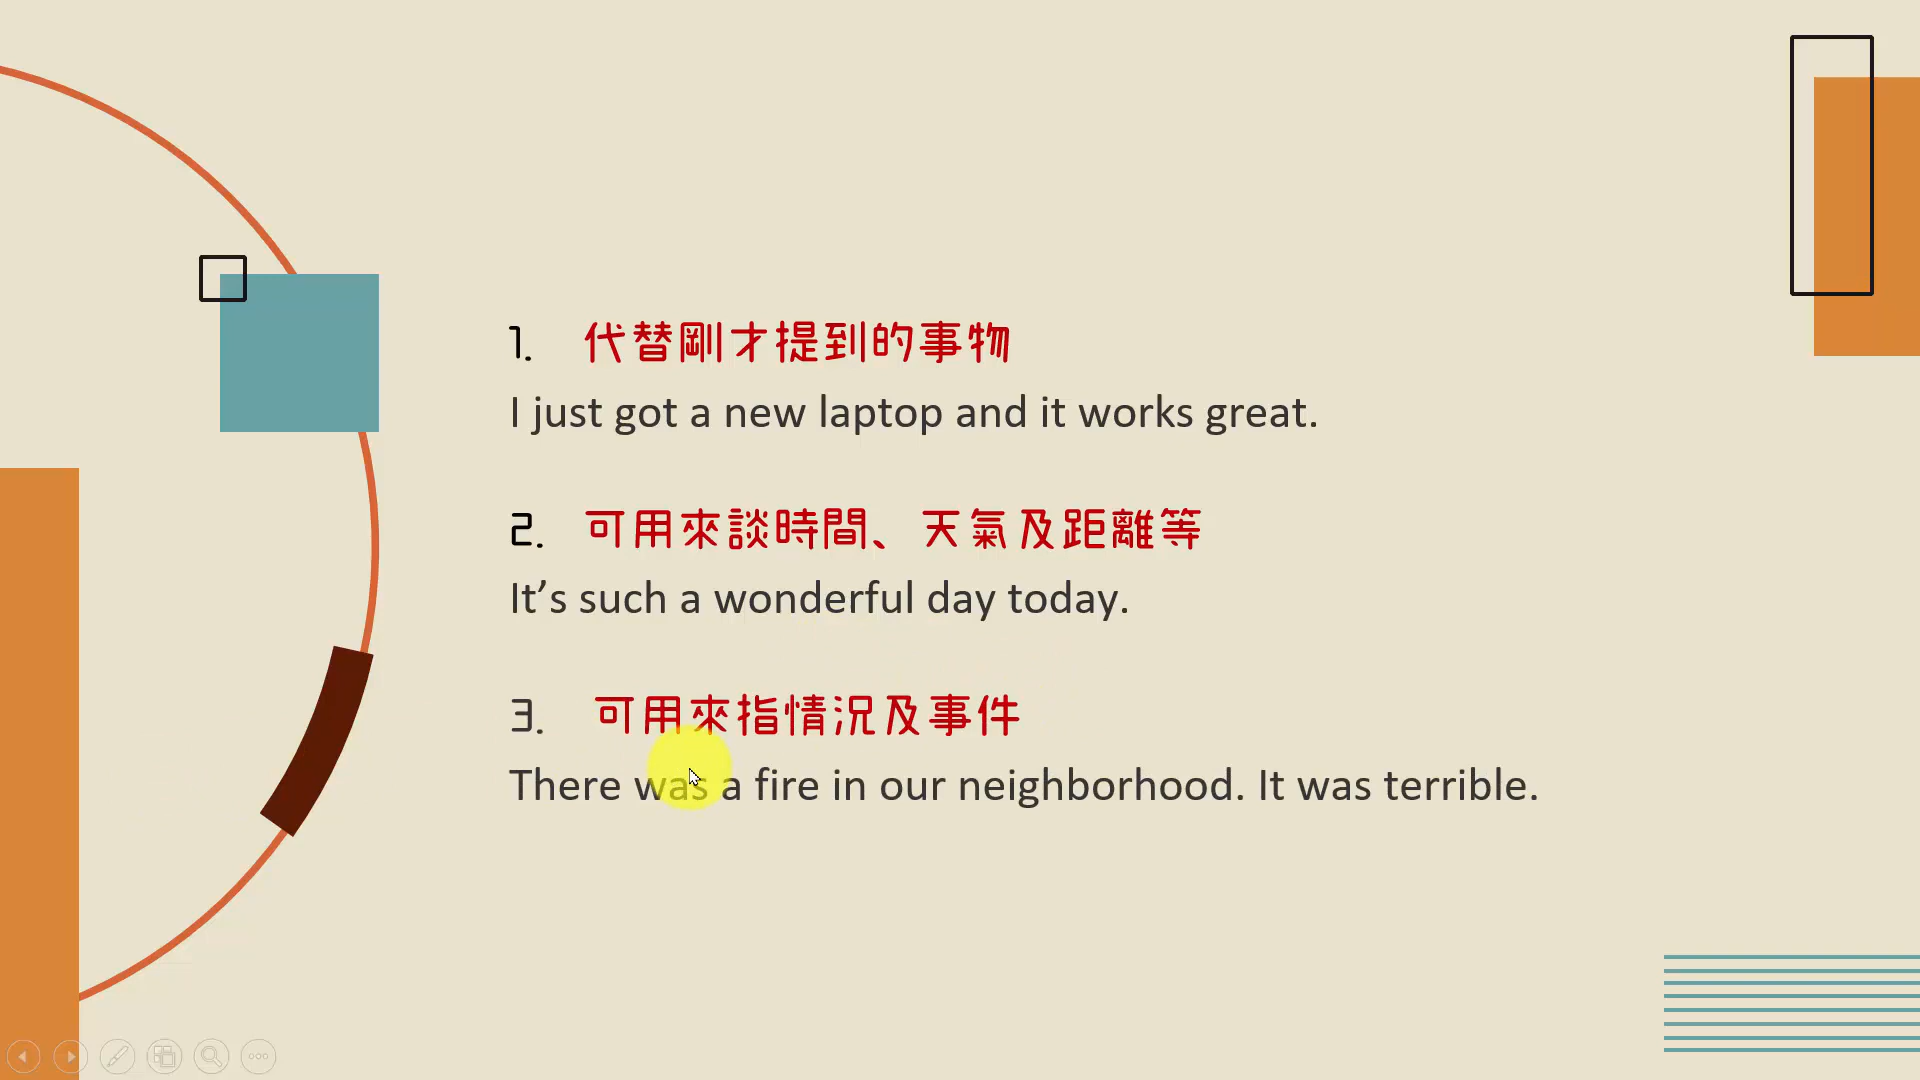 1. 代替剛才提到的事物
I just got a new laptop and it works great.
2. 可用來談時間、天氣及距離等
It’s such a wonderful day today.
3. 可用來指情況及事件
There was a fire in our neighborhood. It was terrible.